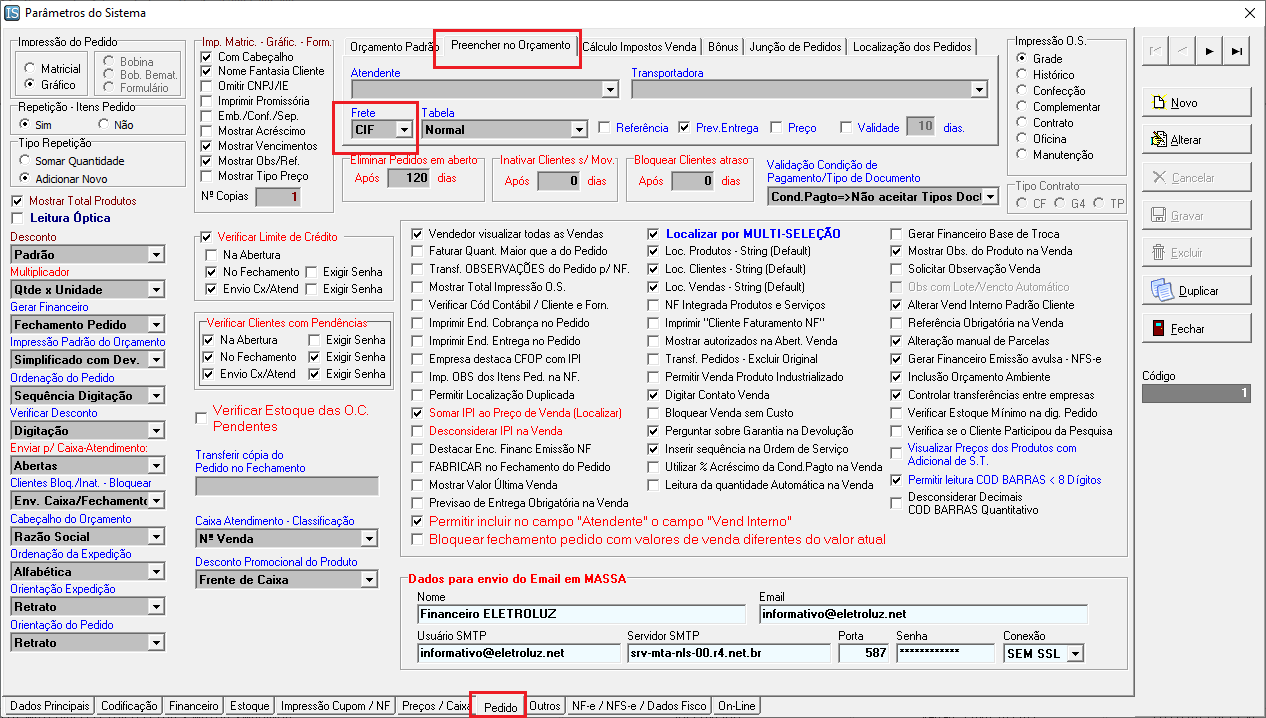 Parâmetros do Sistema
Impressão do Pedido
Matricial
Gráfico
Bobina
Bob. Bemat.
Formulário
Repetição - Itens Pedido
Sim
Não
Tipo Repetição
Somar Quantidade
Adicionar Novo
Mostrar Total Produtos
Leitura Óptica
Desconto
Padrão
Multiplicador
Qtde x Unidade
Gerar Financeiro
Fechamento Pedido
Impressão Padrão do Orçamento
Simplificado com Dev.
Ordenação do Pedido
Sequência Digitação
Verificar Desconto
Digitação
Enviar p/ Caixa-Atendimento:
Abertas
Clientes Bloq./Inat. - Bloquear
Env. Caixa/Fechamento
Cabeçalho do Orçamento
Razão Social
Ordenação da Expedição
Alfabética
Orientação Expedição
Retrato
Orientação do Pedido
Retrato
Imp. Matric. - Gráfic. - Form.
Com Cabeçalho
Nome Fantasia Cliente
Omitir CNPJ/IE
Imprimir Promissória
Emb./Conf./Sep.
Mostrar Acréscimo
Mostrar Vencimentos
Mostrar Obs/Ref.
Mostrar Tipo Preço
Nº Copias
1
Verificar Limite de Crédito
Na Abertura
No Fechamento
Exigir Senha
Envio Cx/Atend
Exigir Senha
Verificar Clientes com Pendências
Na Abertura
Exigir Senha
No Fechamento
Exigir Senha
Envio Cx/Atend
Exigir Senha
Verificar Estoque das O.C.
Pendentes
Transferir cópia do
Pedido no Fechamento
Caixa Atendimento - Classificação
Nº Venda
Desconto Promocional do Produto
Frente de Caixa
Orçamento Padrão
Preencher no Orçamento
Cálculo Impostos Venda
Bônus
Junção de Pedidos
Localização dos Pedidos
Atendente
Transportadora
Frete
CIF
Tabela
Normal
Referência
Prev.Entrega
Preço
Validade
10
dias.
Eliminar Pedidos em aberto
Após
120
dias
Inativar Clientes s/ Mov.
Após
0
dias
Bloquear Clientes atraso
Após
0
dias
Validação Condição de
Pagamento/Tipo de Documento
Cond.Pagto=>Não aceitar Tipos Doc
Impressão O.S.
Grade
Histórico
Confecção
Complementar
Contrato
Oficina
Manutenção
Tipo Contrato
CF
G4
TP
Vendedor visualizar todas as Vendas
Faturar Quant. Maior que a do Pedido
Transf. OBSERVAÇÕES do Pedido p/ NF.
Mostrar Total Impressão O.S.
Verificar Cód Contábil / Cliente e Forn.
Imprimir End. Cobrança no Pedido
Imprimir End. Entrega no Pedido
Empresa destaca CFOP com IPI
Imp. OBS dos Itens Ped. na NF.
Permitir Localização Duplicada
Somar IPI ao Preço de Venda (Localizar)
Desconsiderar IPI na Venda
Destacar Enc. Financ Emissão NF
FABRICAR no Fechamento do Pedido
Mostrar Valor Última Venda
Previsao de Entrega Obrigatória na Venda
Permitir incluir no campo "Atendente" o campo "Vend Interno"
Bloquear fechamento pedido com valores de venda diferentes do valor atual
Localizar por MULTI-SELEÇÃO
Loc. Produtos - String (Default)
Loc. Clientes - String (Default)
Loc. Vendas - String (Default)
NF Integrada Produtos e Serviços
Imprimir "Cliente Faturamento NF"
Mostrar autorizados na Abert. Venda
Transf. Pedidos - Excluir Original
Permitir Venda Produto Industrializado
Digitar Contato Venda
Bloquear Venda sem Custo
Perguntar sobre Garantia na Devolução
Inserir sequência na Ordem de Serviço
Utilizar % Acréscimo da Cond.Pagto na Venda
Leitura da quantidade Automática na Venda
Gerar Financeiro Base de Troca
Mostrar Obs. do Produto na Venda
Solicitar Observação Venda
Obs com Lote/Vencto Automático
Alterar Vend Interno Padrão Cliente
Referência Obrigatória na Venda
Alteração manual de Parcelas
Gerar Financeiro Emissão avulsa - NFS-e
Inclusão Orçamento Ambiente
Controlar transferências entre empresas
Verificar Estoque Mínimo na dig. Pedido
Verifica se o Cliente Participou da Pesquisa
Visualizar Preços dos Produtos com
Adicional de S.T.
Permitir leitura COD BARRAS < 8 Dígitos
Desconsiderar Decimais
COD BARRAS Quantitativo
Dados para envio do Email em MASSA
Nome
Financeiro ELETROLUZ
Email
informativo@eletroluz.net
Usuário SMTP
informativo@eletroluz.net
Servidor SMTP
srv-mta-nls-00.r4.net.br
Porta
587
Senha
************
Conexão
SEM SSL
Novo
Alterar
Cancelar
Gravar
Excluir
Duplicar
Fechar
Código
1
Dados Principais
Codificação
Financeiro
Estoque
Impressão Cupom / NF
Preços / Caixa
Pedido
Outros
NF-e / NFS-e / Dados Fisco
On-Line